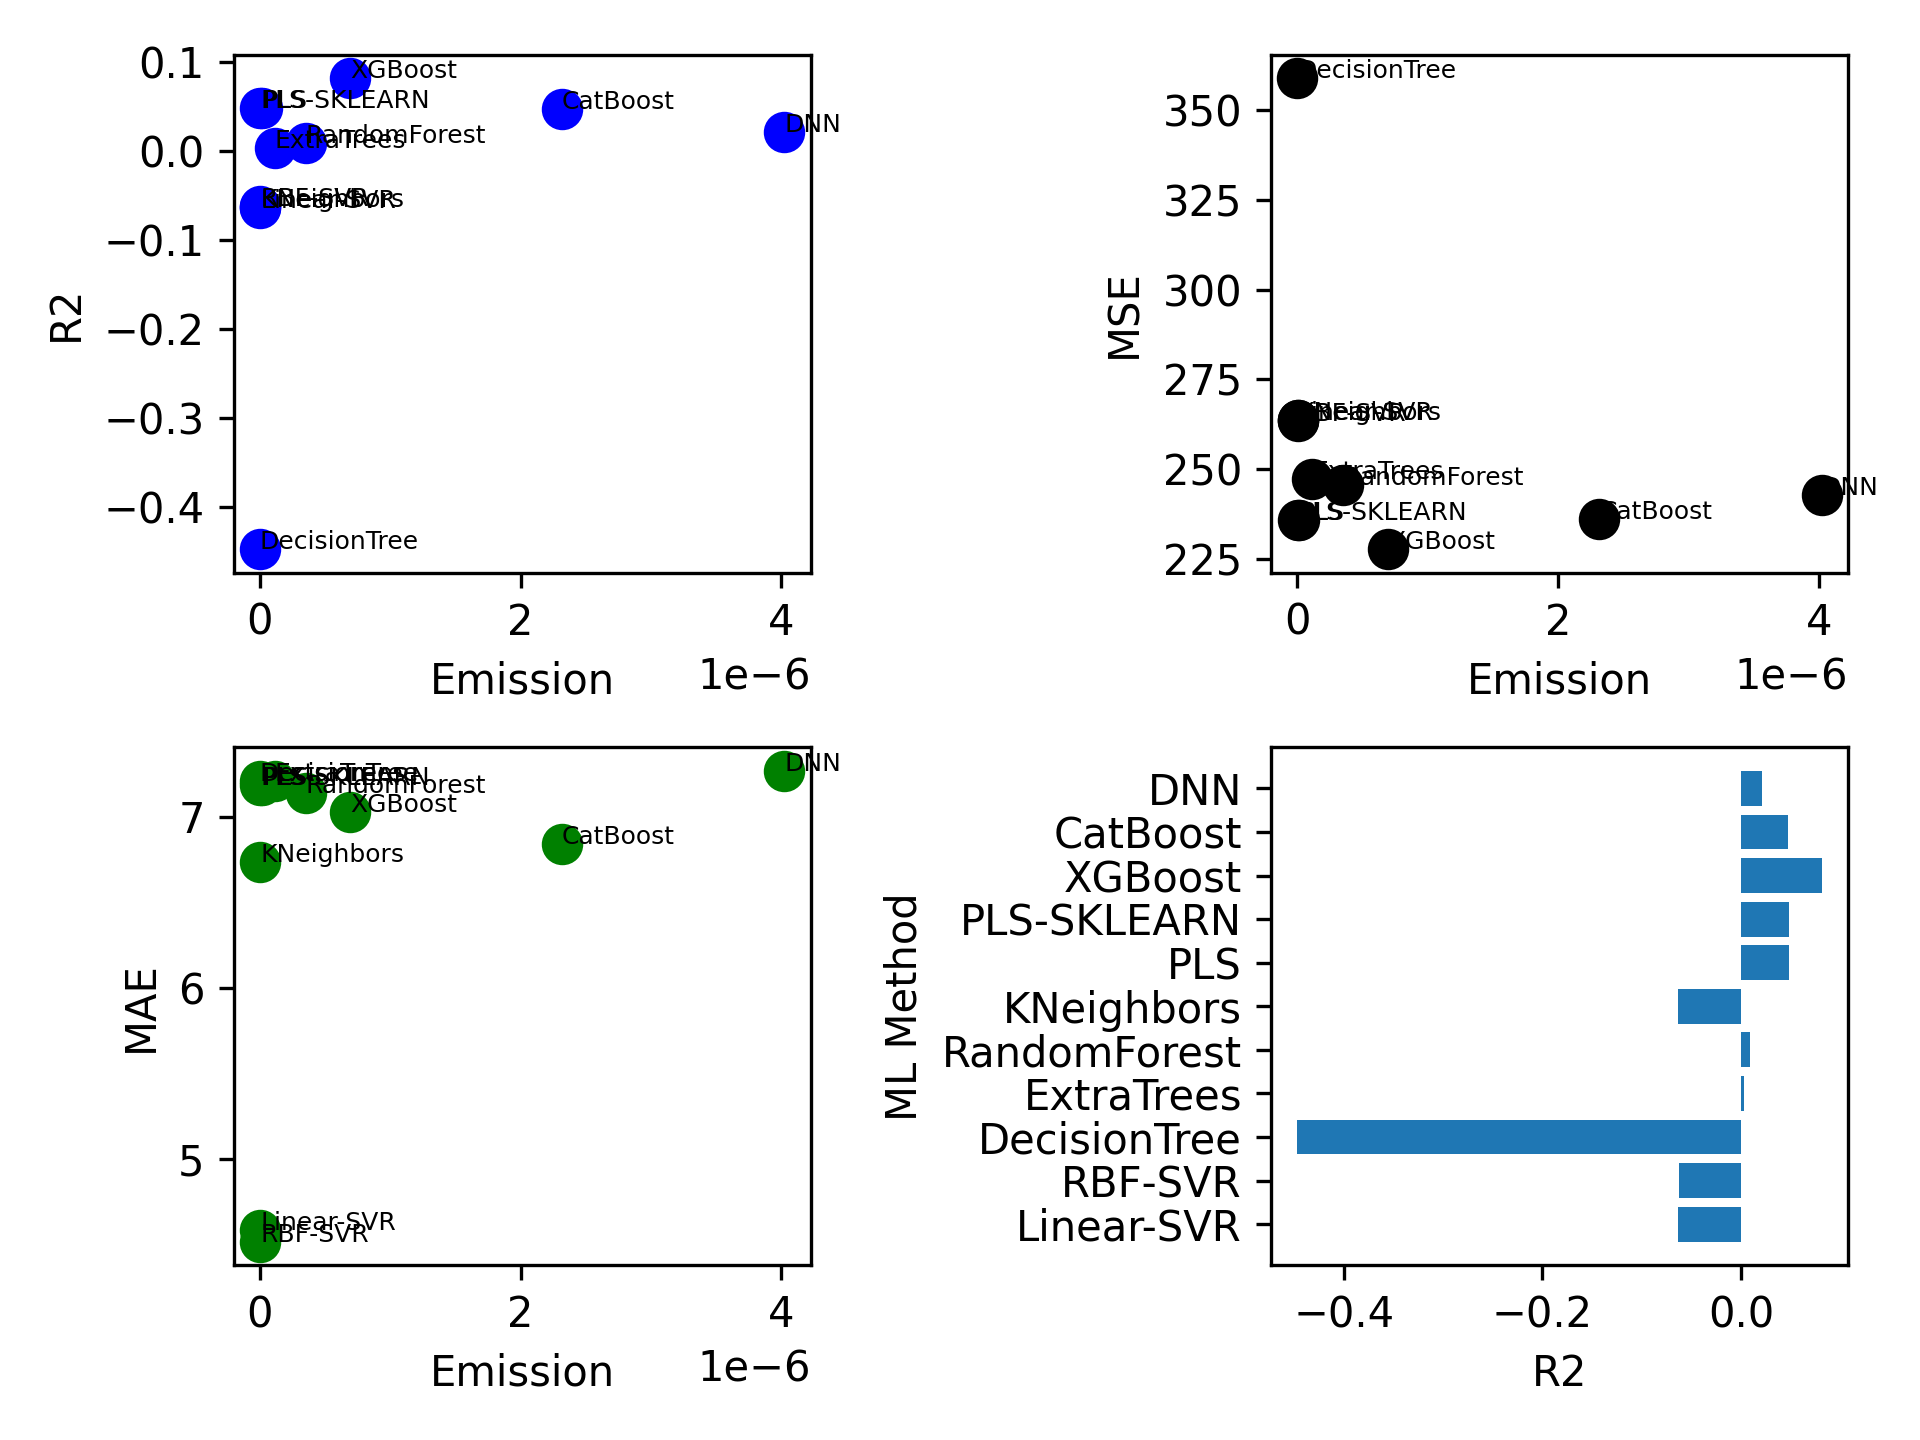 0.1
0.0
−0.1
−0.2
−0.3
−0.4
R2
XGBoost
PLS-SKLEARN
CatBoost
DNN
RandomForest
ExtraTrees
DecisionTree
0
2
4
1e−6
Emission
350
325
300
275
250
225
MSE
DecisionTree
ExtraTrees
RandomForest
DNN
PLS-SKLEARN
CatBoost
XGBoost
0
2
4
1e−6
Emission
7
6
5
MAE
DNN
RandomForest
XGBoost
CatBoost
KNeighbors
Linear-SVR
RBF-SVR
0
2
4
1e−6
Emission
ML Method
DNN
CatBoost
XGBoost
PLS-SKLEARN
PLS
KNeighbors
RandomForest
ExtraTrees
DecisionTree
RBF-SVR
Linear-SVR
−0.4
−0.2
0.0
R2